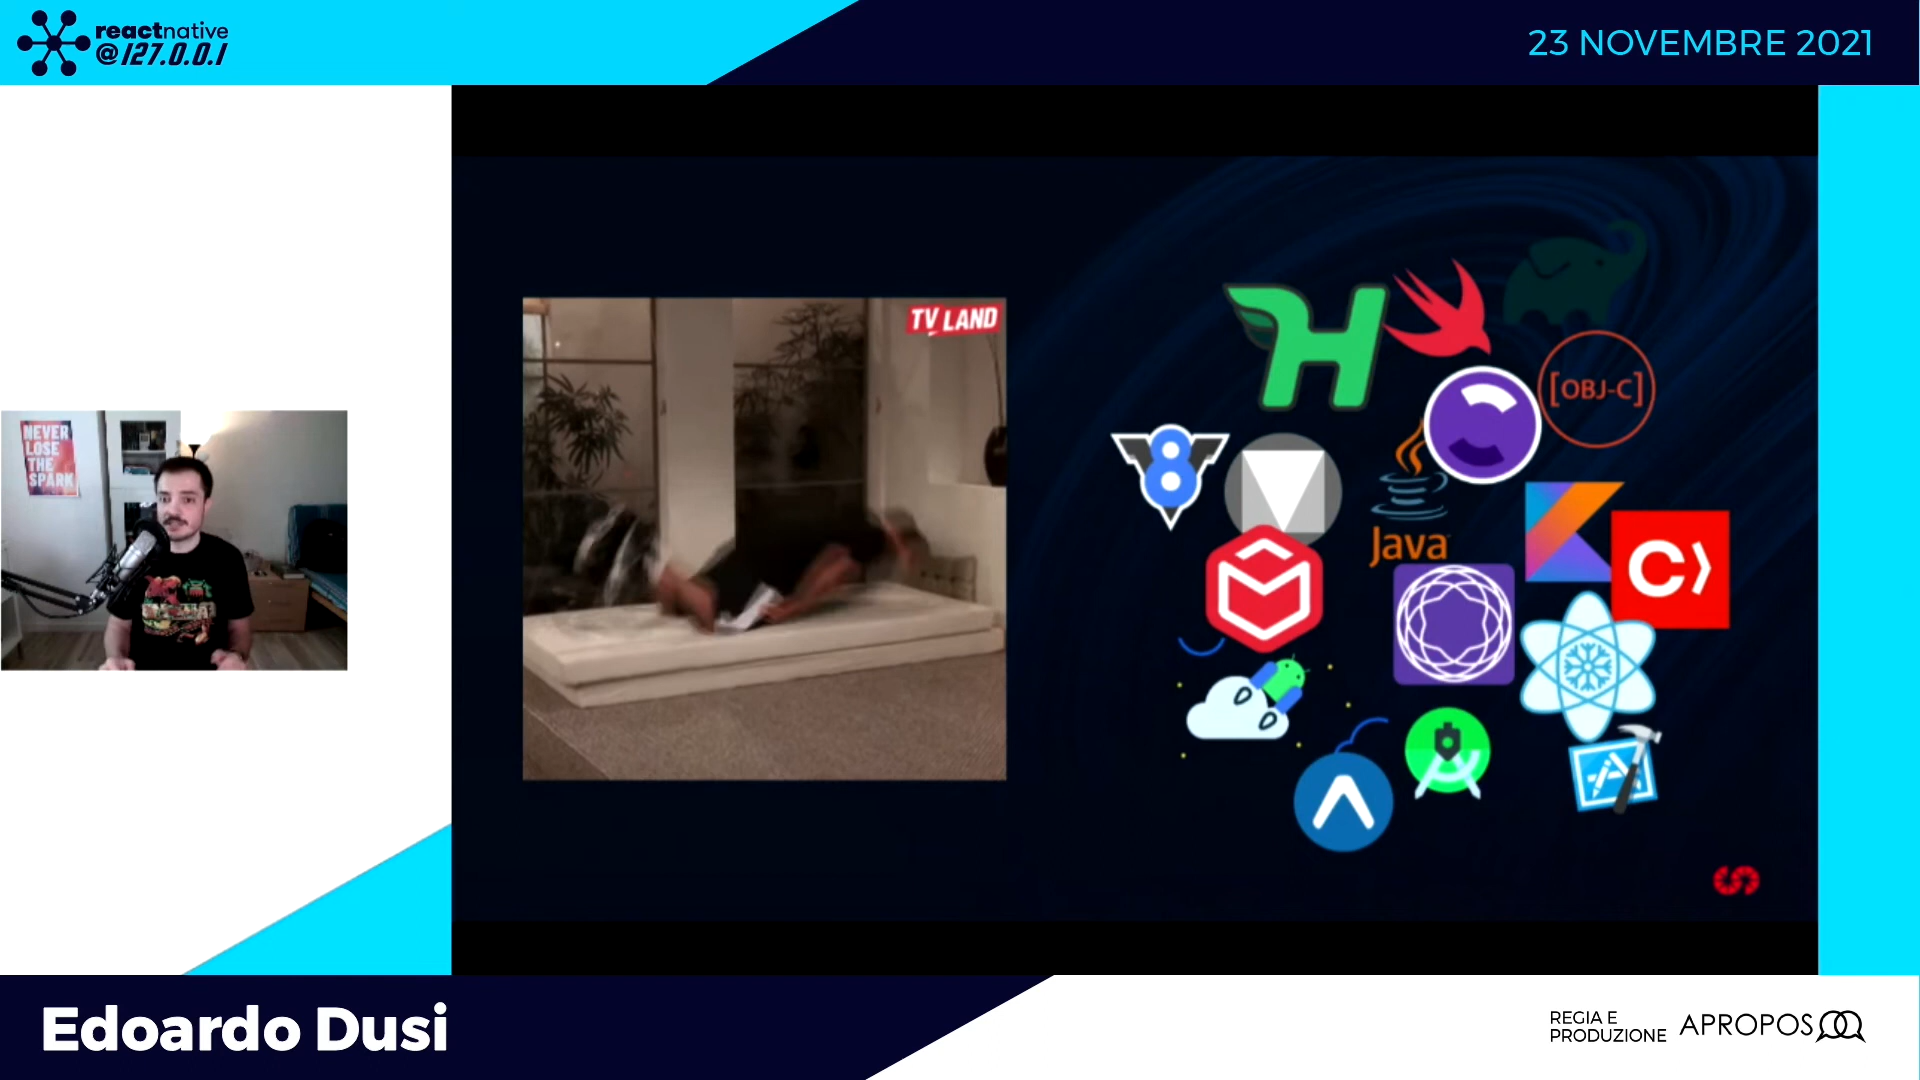 reactnative
@127.0.0.1
23 NOVEMBRE 2021
NEVER
LOSE
THE
SPARK
TV LAND
H
[OBJ-C]
V8
Java
Edoardo Dusi
REGIA E
PRODUZIONE
APROPOS